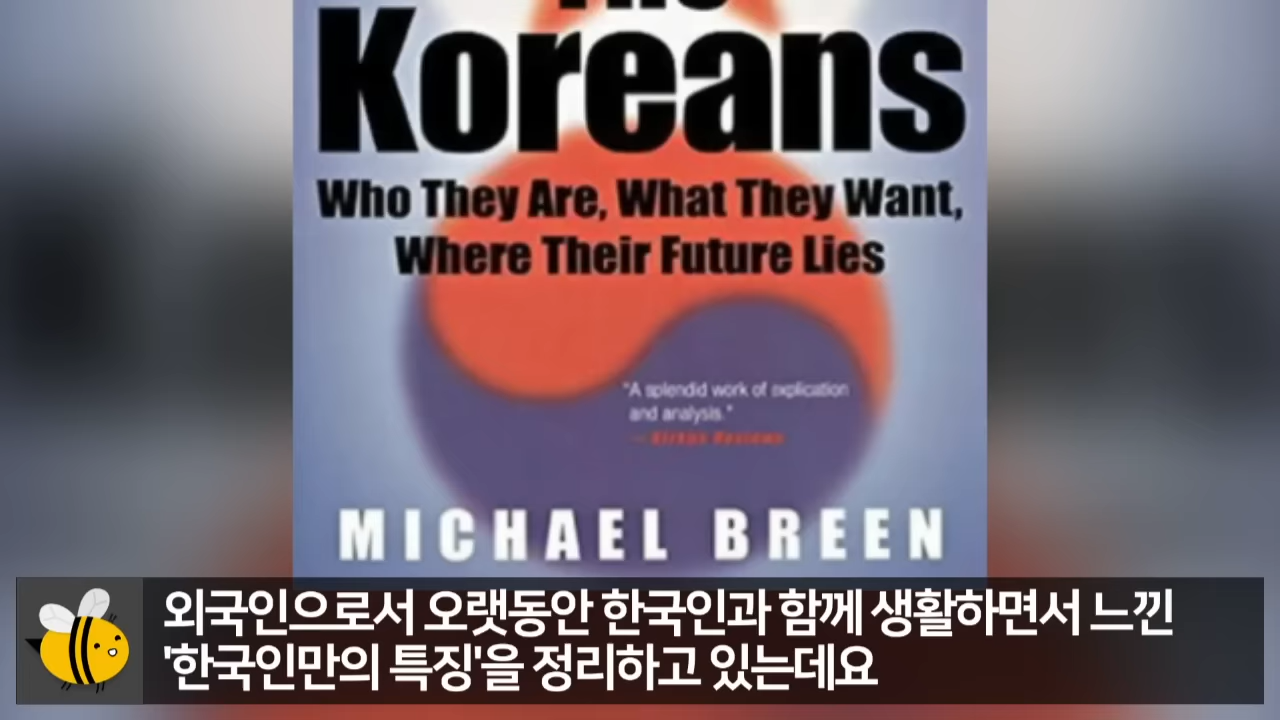 Koreans
Who They Are, What They Want,
Where Their Future Lies
"A splendid work of explication
and analysis."
MICHAEL BREEN
외국인으로서 오랫동안 한국인과 함께 생활하면서 느낀
'한국인만의 특징'을 정리하고 있는데요